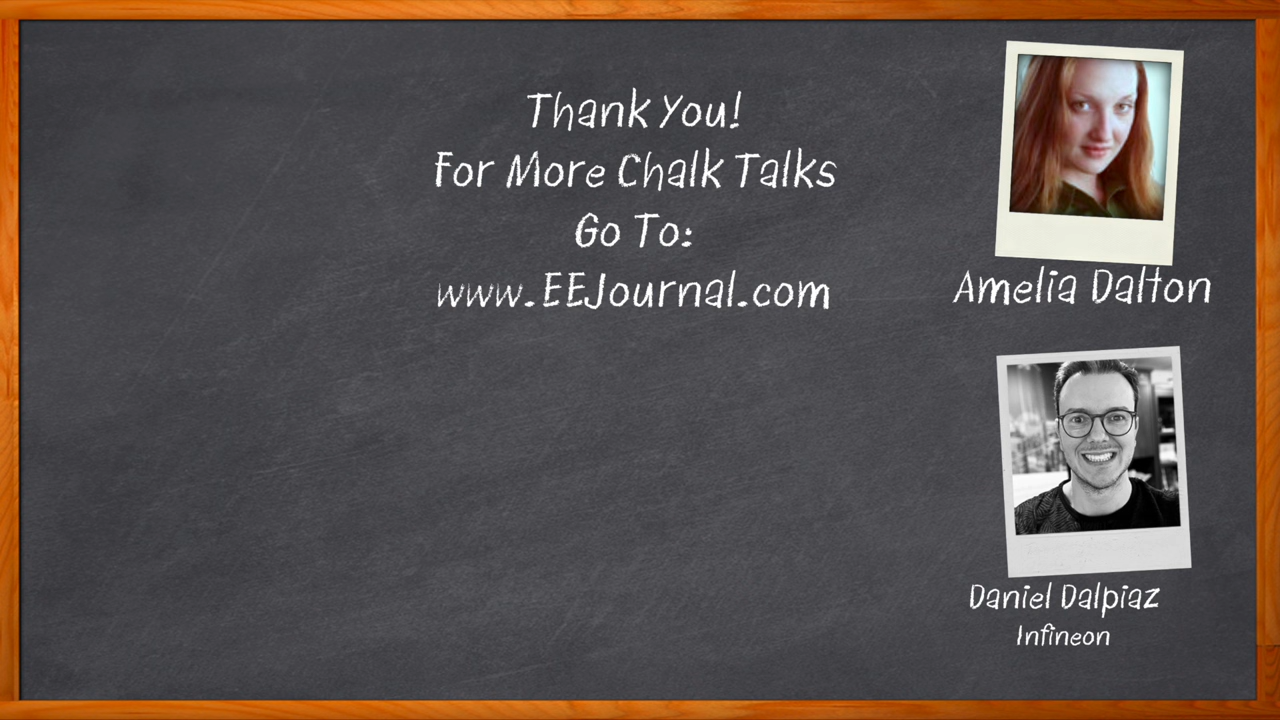 Thank You!
For More Chalk Talks
Go To:
www.EEJournal.com
Amelia Dalton
Daniel Dalpiaz
Infineon